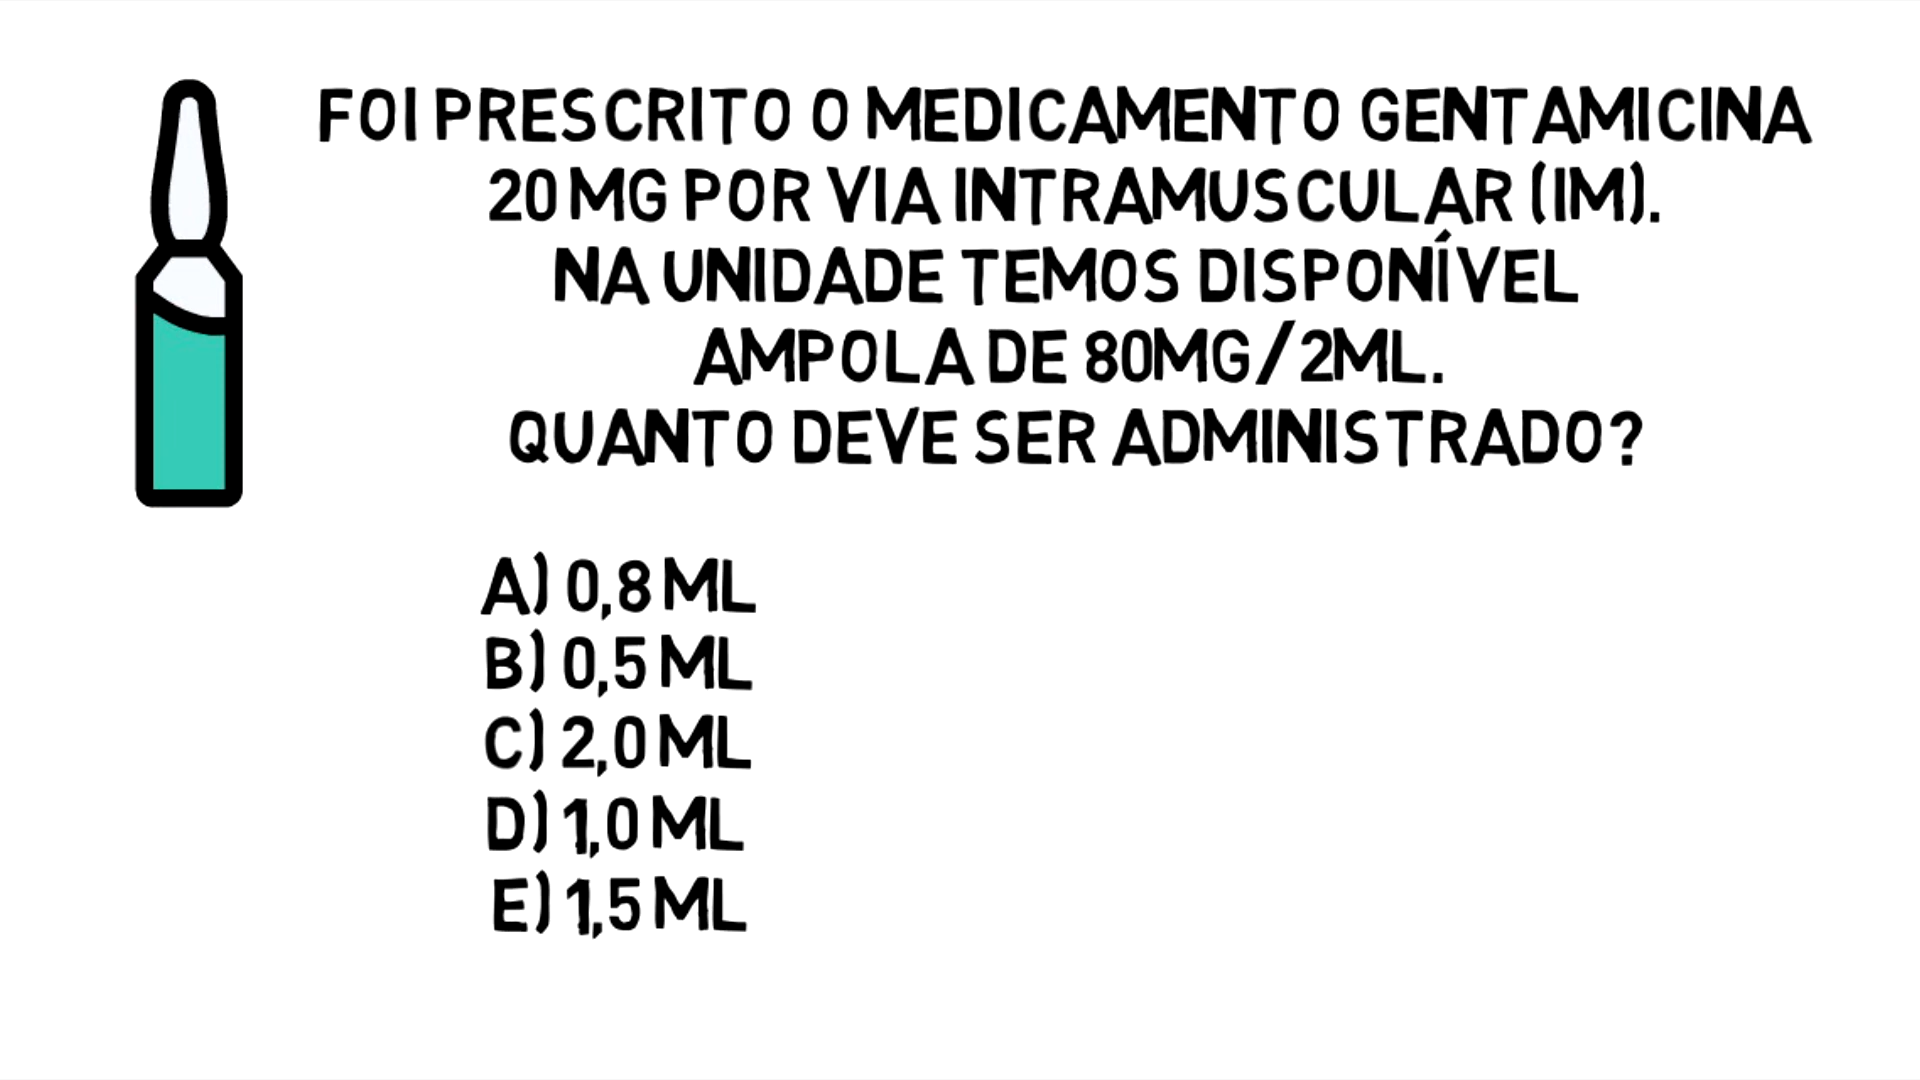 FOI PRESCRITO O MEDICAMENTO GENTAMICINA
20 MG POR VIA INTRAMUSCULAR (IM).
NA UNIDADE TEMOS DISPONÍVEL
AMPOLA DE 80MG/2ML.
QUANTO DEVE SER ADMINISTRADO?
A) 0,8 ML
B) 0,5 ML
C) 2,0 ML
D) 1,0 ML
E) 1,5 ML